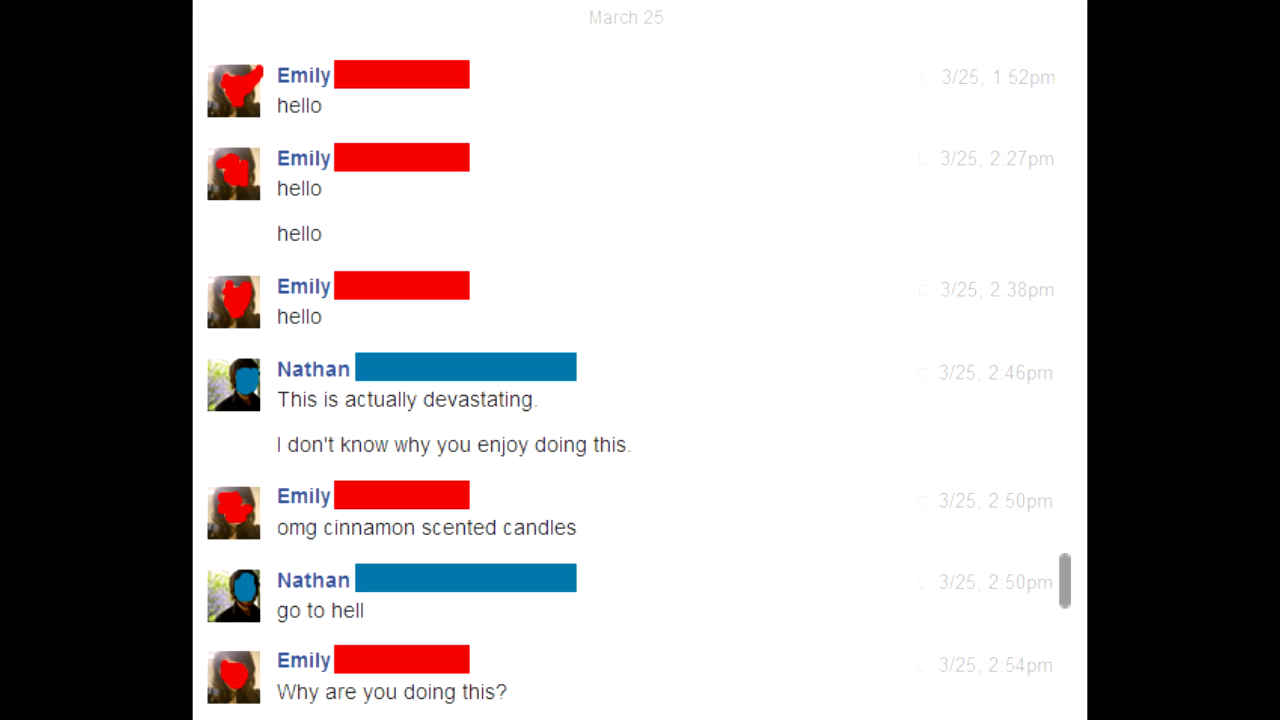 March 25
Emily
3/25, 1:52pm
hello
Emily
3/25, 2:27pm
hello
hello
Emily
3/25, 2:38pm
hello
Nathan
3/25, 2:46pm
This is actually devastating.
I don't know why you enjoy doing this.
Emily
3/25, 2:50pm
omg cinnamon scented candles
Nathan
3/25, 2:50pm
go to hell
Emily
3/25, 2:54pm
Why are you doing this?